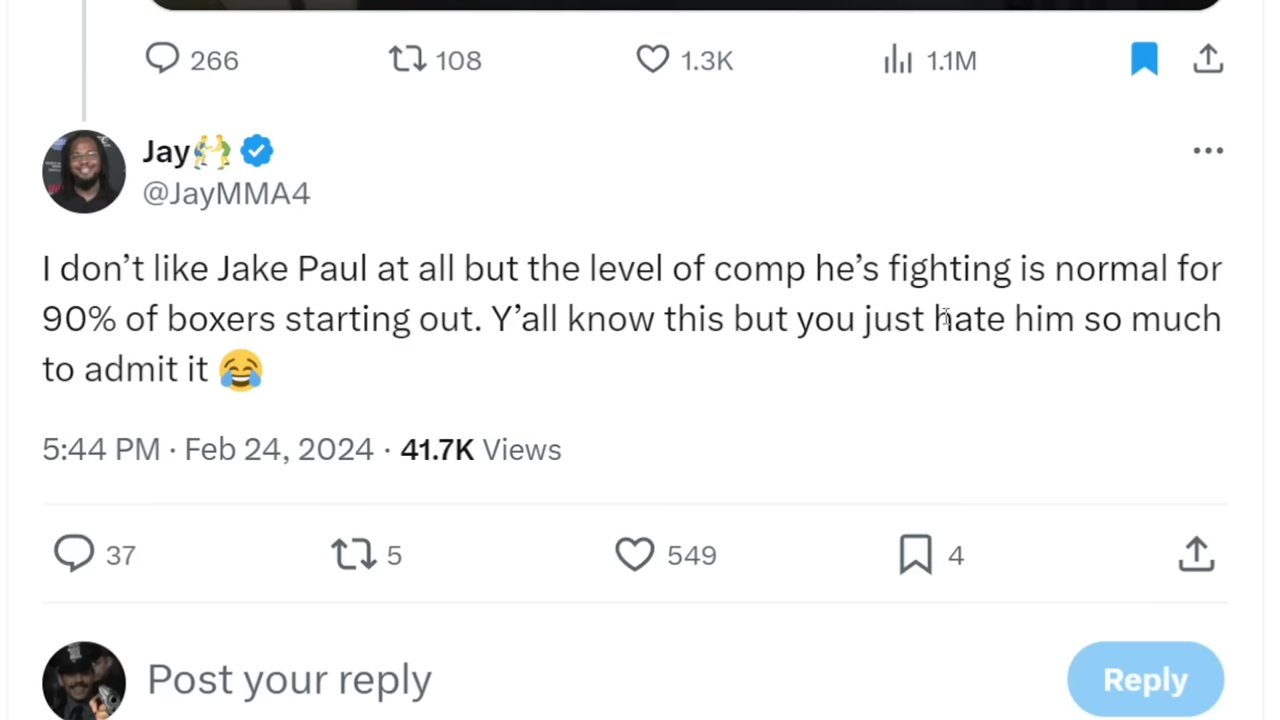 266 108 1.3K 1.1M
Jay
@JayMMA4
I don’t like Jake Paul at all but the level of comp he’s fighting is normal for
90% of boxers starting out. Y’all know this but you just hate him so much
to admit it 😂
5:44 PM · Feb 24, 2024 · 41.7K Views
37 5 549 4
Post your reply Reply